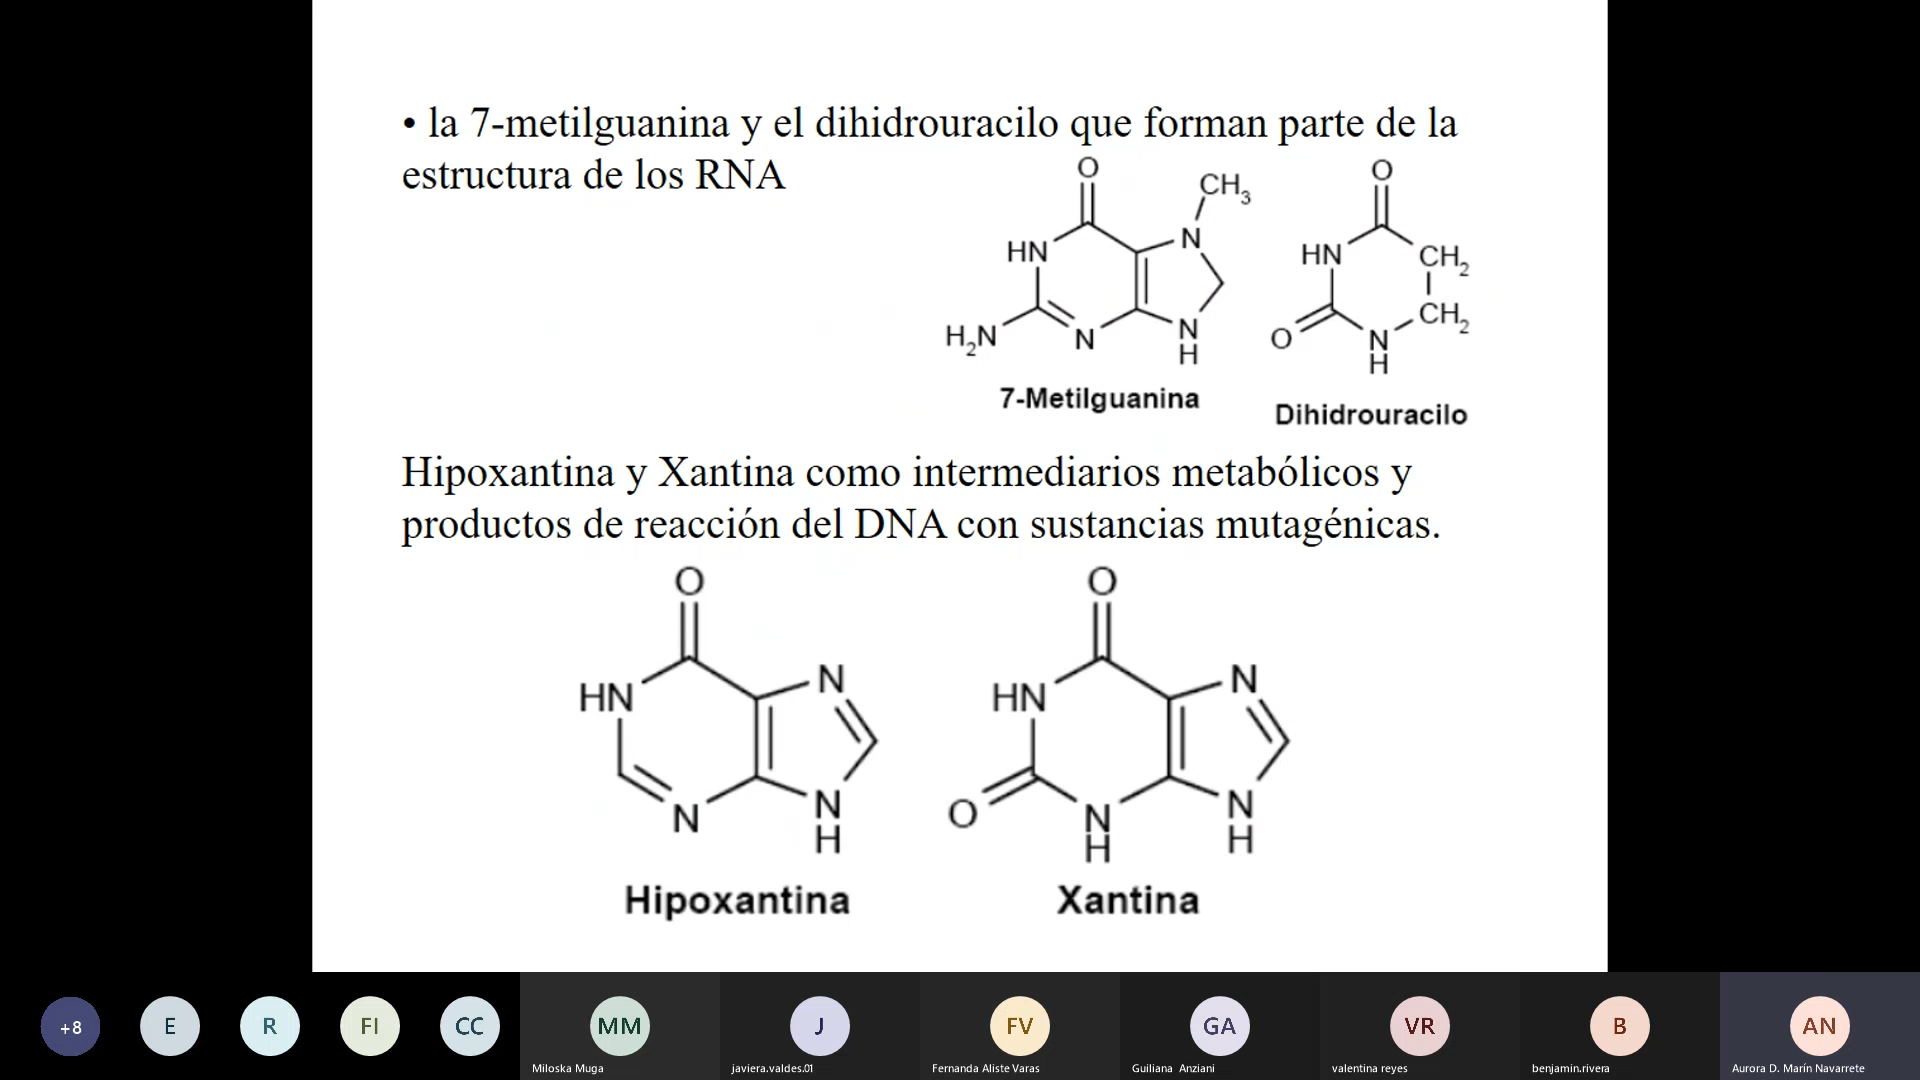 • la 7-metilguanina y el dihidrouracilo que forman parte de la
estructura de los RNA
O
CH3
HN
N
H2N
N
N
H
7-Metilguanina
O
HN
CH2
CH2
O
N
H
Dihidrouracilo
Hipoxantina y Xantina como intermediarios metabólicos y
productos de reacción del DNA con sustancias mutagénicas.
O
HN
N
N
N
H
Hipoxantina
O
HN
N
O
N
H
N
H
Xantina
+8
E
R
FI
CC
MM
J
FV
GA
VR
B
AN
Miloska Muga
javiera.valdes.01
Fernanda Aliste Varas
Guiliana Anziani
valentina reyes
benjamin.rivera
Aurora D. Marín Navarrete